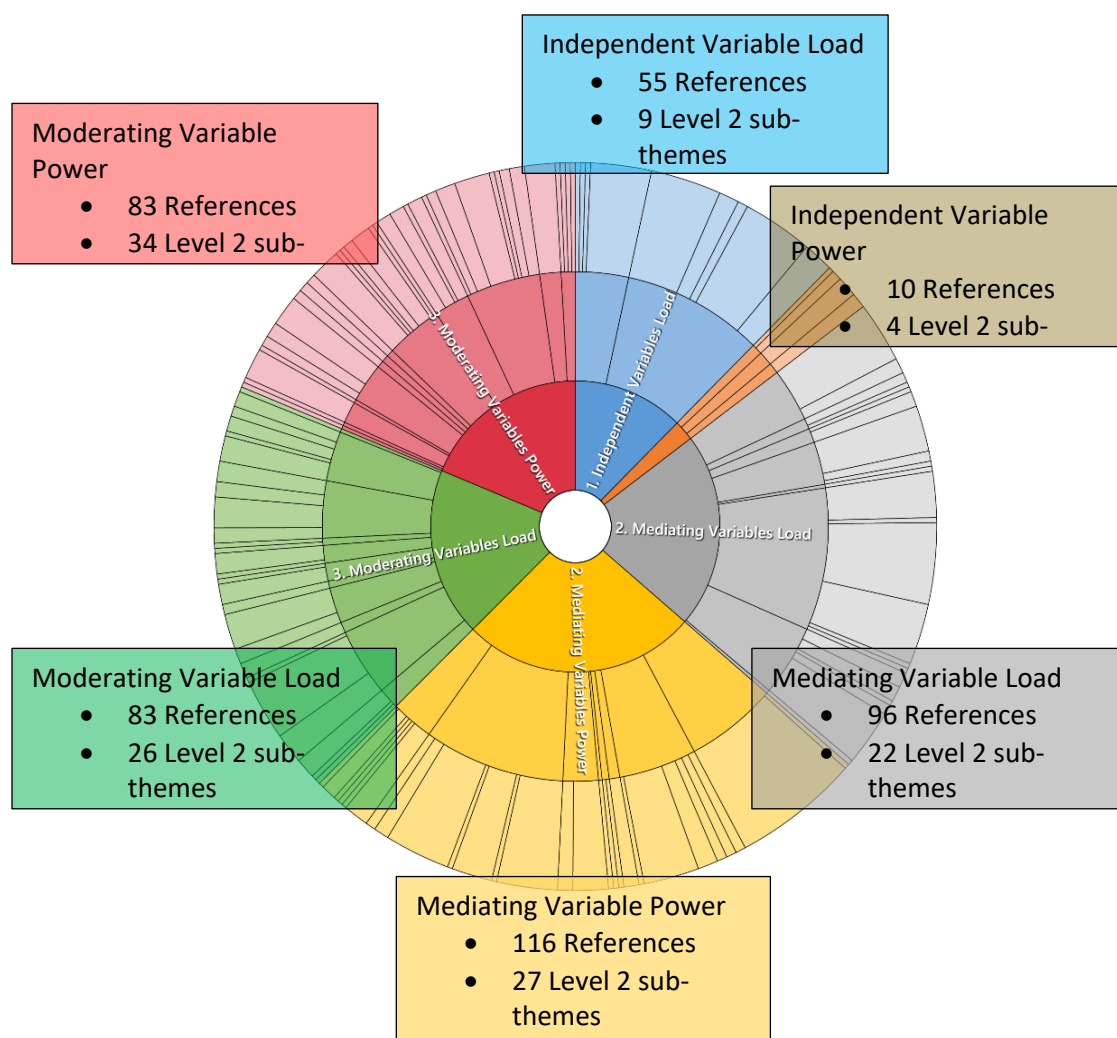 Independent Variable Load
• 55 References
• 9 Level 2 sub-
themes
Moderating Variable
Power
• 83 References
• 34 Level 2 sub-
Independent Variable
Power
• 10 References
• 4 Level 2 sub-
1. Independent Variables Load
3. Moderating Variables Power
2. Mediating Variables Load
3. Moderating Variables Load
2. Mediating Variables Power
Moderating Variable Load
• 83 References
• 26 Level 2 sub-
themes
Mediating Variable Load
• 96 References
• 22 Level 2 sub-
themes
Mediating Variable Power
• 116 References
• 27 Level 2 sub-
themes